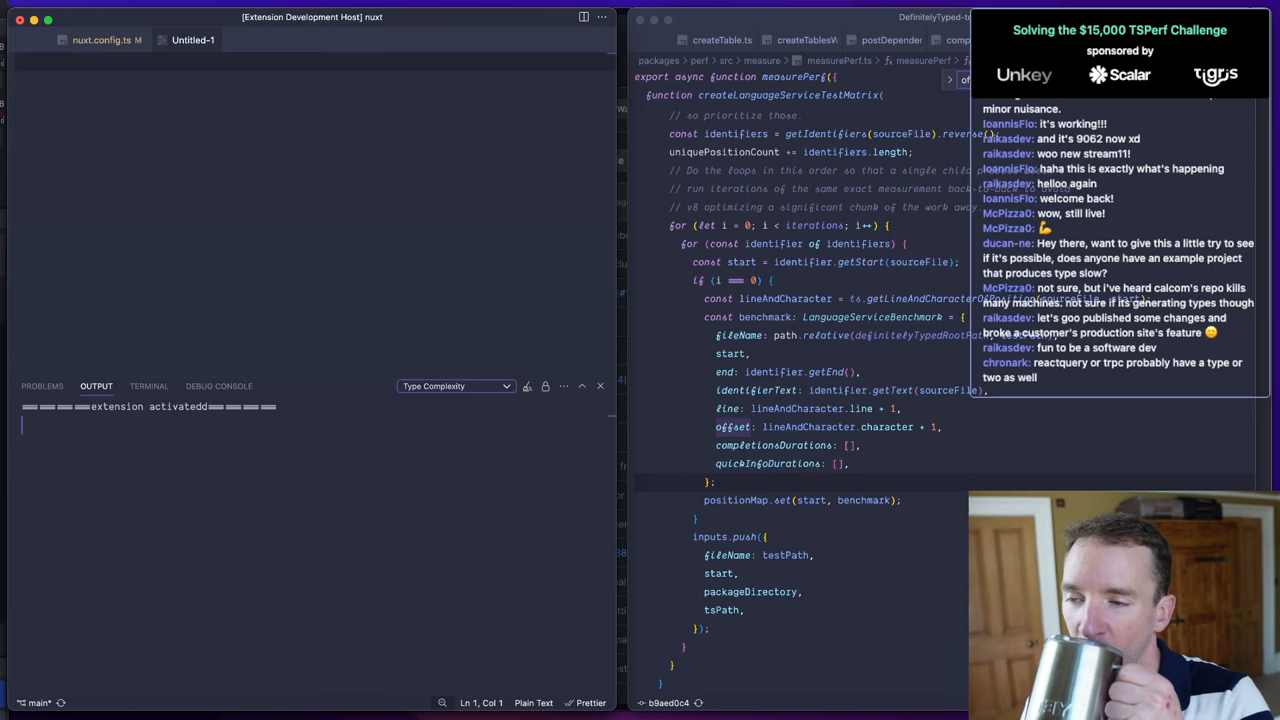 [Extension Development Host] nuxt
nuxt.config.ts M
Untitled-1
PROBLEMS OUTPUT TERMINAL DEBUG CONSOLE
Type Complexity
=====extension activatedd=====
main*
Ln 1, Col 1
Plain Text
Prettier
DefinitelyTyped-to
createTable.ts
createTablesW
postDepender
packages > perf > src > measure > measurePerf.ts > measurePerf
export async function measurePerf({
function createLanguageServiceTestMatrix(
// so prioritize those.
const identifiers = getIdentifiers(sourceFile).reverse();
uniquePositionCount += identifiers.length;
// Do the loops in this order so that a single child
// run iterations of the same exact measurement back-to-back to avoid
// v8 optimizing a significant chunk of the work away.
for (let i = 0; i < iterations; i++) {
for (const identifier of identifiers) {
const start = identifier.getStart(sourceFile);
if (i === 0) {
const lineAndCharacter = ts.getLineAndCharacterOfPosition(sourceFile, start);
const benchmark: LanguageServiceBenchmark = {
fileName: path.relative(definitelyTypedRootPath, testPath),
start,
end: identifier.getEnd(),
identifierText: identifier.getText(sourceFile),
line: lineAndCharacter.line + 1,
offset: lineAndCharacter.character + 1,
completionsDurations: [],
quickInfoDurations: [],
};
positionMap.set(start, benchmark);
}
inputs.push({
fileName: testPath,
start,
packageDirectory,
tsPath,
});
}
}
}
b9aed0c4
Solving the $15,000 TSPerf Challenge
sponsored by
Unkey Scalar tigris
minor nuisance.
IoannisFlo: it's working!!!
raikasdev: and it's 9062 now xd
raikasdev: woo new stream11!
IoannisFlo: haha this is exactly what's happening
raikasdev: helloo again
IoannisFlo: welcome back!
McPizza0: wow, still live!
McPizza0: 💪
ducan-ne: Hey there, want to give this a little try to see
if it's possible, does anyone have an example project
that produces type slow?
McPizza0: not sure, but i've heard calcom's repo kills
many machines. not sure if its generating types though
raikasdev: let's goo published some changes and
broke a customer's production site's feature 🙂
raikasdev: fun to be a software dev
chronark: reactquery or trpc probably have a type or
two as well